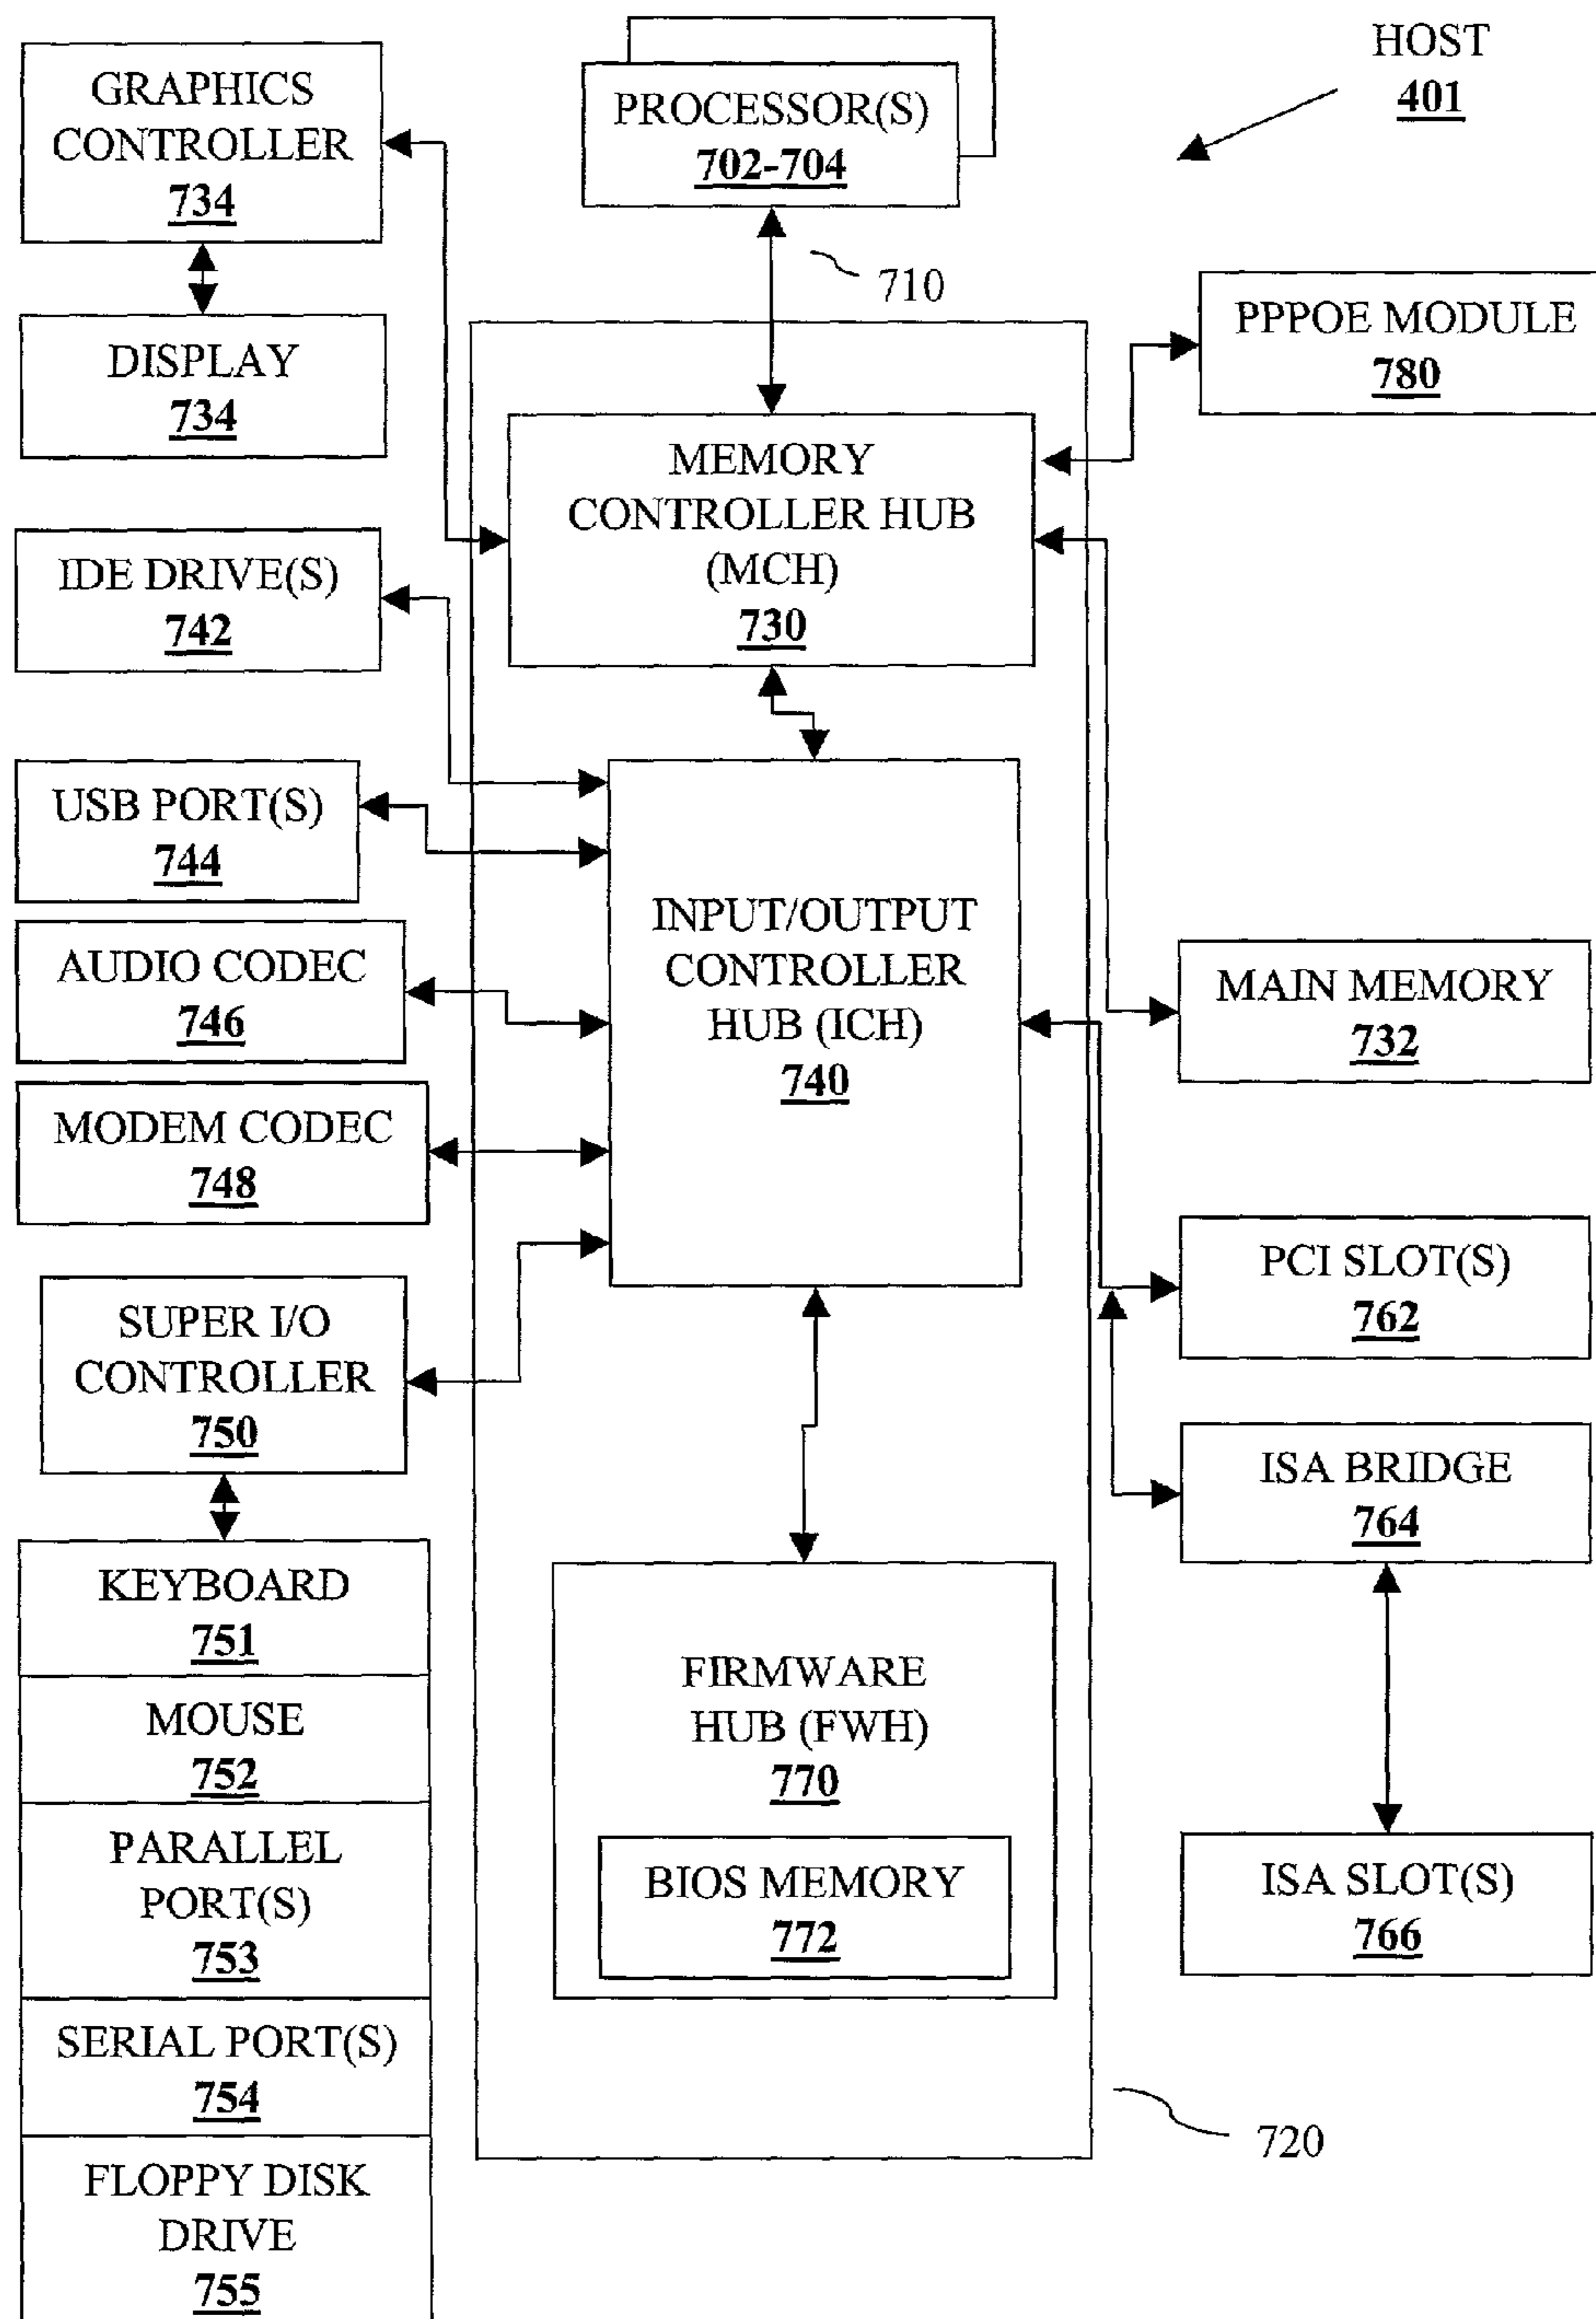 HOST
401
GRAPHICS
CONTROLLER
734
PROCESSOR(S)
702-704
710
PPPOE MODULE
780
DISPLAY
734
MEMORY
CONTROLLER HUB
(MCH)
730
IDE DRIVE(S)
742
USB PORT(S)
744
INPUT/OUTPUT
CONTROLLER
HUB (ICH)
740
AUDIO CODEC
746
MAIN MEMORY
732
MODEM CODEC
748
PCI SLOT(S)
762
SUPER I/O
CONTROLLER
750
ISA BRIDGE
764
KEYBOARD
751
MOUSE
752
PARALLEL
PORT(S)
753
SERIAL PORT(S)
754
FLOPPY DISK
DRIVE
755
FIRMWARE
HUB (FWH)
770
BIOS MEMORY
772
ISA SLOT(S)
766
720